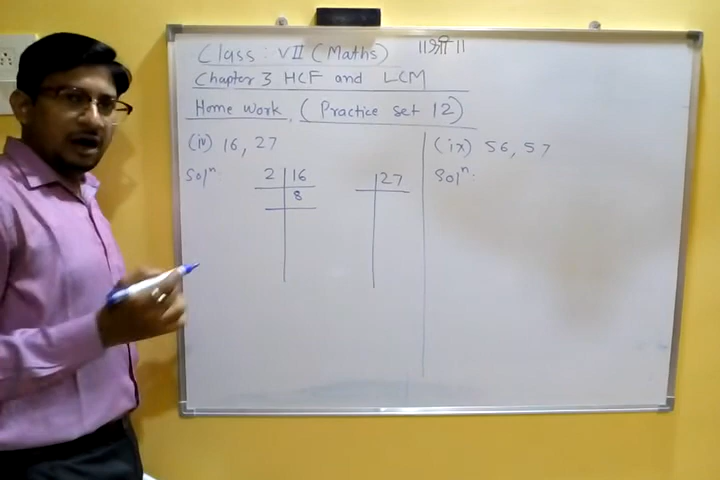 Class : VII (Maths) ॥श्री॥
Chapter 3 HCF and LCM
Home Work. (Practice Set 12)
(iv) 16, 27
Solⁿ:
2 16
8
27
(ix) 56, 57
Solⁿ: